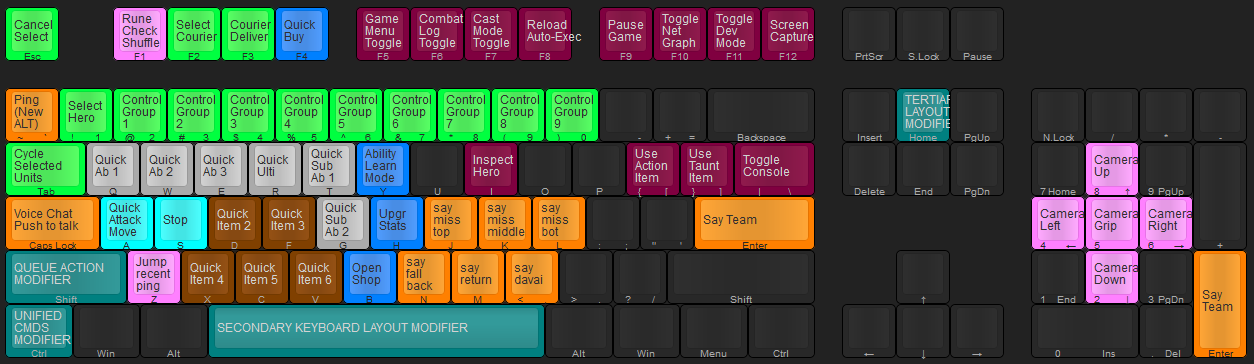 Cancel
Select
Esc
Rune
Check
Shuffle
F1
Select
Courier
F2
Courier
Deliver
F3
Quick
Buy
F4
Game
Menu
Toggle
F5
Combat
Log
Toggle
F6
Cast
Mode
Toggle
F7
Reload
Auto-Exec
F8
Pause
Game
F9
Toggle
Net
Graph
F10
Toggle
Dev
Mode
F11
Screen
Capture
F12
PrtScr
S.Lock
Pause
Ping
(New
ALT)
~ `
Select
Hero
! 1
Control
Group
1
@ 2
Control
Group
2
# 3
Control
Group
3
$ 4
Control
Group
4
% 5
Control
Group
5
^ 6
Control
Group
6
& 7
Control
Group
7
* 8
Control
Group
8
( 9
Control
Group
9
) 0
_ -
+ =
Backspace
Insert
TERTIAR
LAYOUT
MODIFIE
Home
PgUp
N.Lock
/
*
-
Cycle
Selected
Units
Tab
Quick
Ab 1
Q
Quick
Ab 2
W
Quick
Ab 3
E
Quick
Ulti
R
Quick
Sub
Ab 1
T
Ability
Learn
Mode
Y
U
Inspect
Hero
I
O
P
Use
Action
Item
{ [
Use
Taunt
Item
} ]
Toggle
Console
| \
Delete
End
PgDn
7 Home
Camera
Up
8 ↑
9 PgUp
+
Voice Chat
Push to talk
Caps Lock
Quick
Attack
Move
A
Stop
S
Quick
Item 2
D
Quick
Item 3
F
Quick
Sub
Ab 2
G
Upgr
Stats
H
say
miss
top
J
say
miss
middle
K
say
miss
bot
L
: ;
" '
Say Team
Enter
Camera
Left
4 ←
Camera
Grip
5
Camera
Right
6 →
QUEUE ACTION
MODIFIER
Shift
Jump
recent
ping
Z
Quick
Item 4
X
Quick
Item 5
C
Quick
Item 6
V
Open
Shop
B
say
fall
back
N
say
return
M
say
davai
< ,
> .
? /
Shift
↑
1 End
Camera
Down
2 ↓
3 PgDn
Say
Team
Enter
UNIFIED
CMDS
MODIFIER
Ctrl
Win
Alt
SECONDARY KEYBOARD LAYOUT MODIFIER
Alt
Win
Menu
Ctrl
←
↓
→
0 Ins
. Del